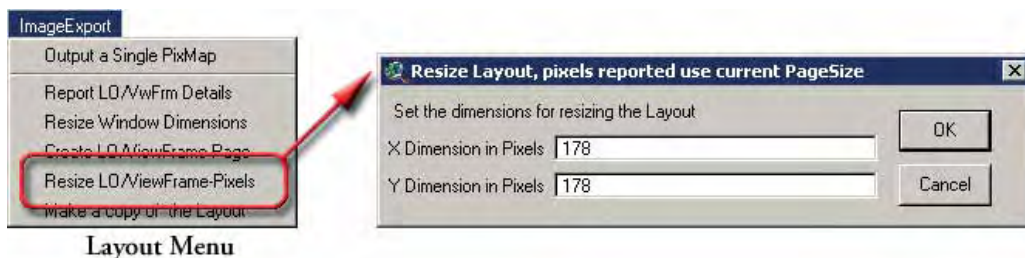 ImageExport
Output a Single PixMap
Report LO/VwFrm Details
Resize Window Dimensions
Create LO/ViewFrame Page
Resize LO/ViewFrame-Pixels
Make a copy of the Layout
Layout Menu
Resize Layout, pixels reported use current PageSize
Set the dimensions for resizing the Layout
X Dimension in Pixels 178
Y Dimension in Pixels 178
OK
Cancel